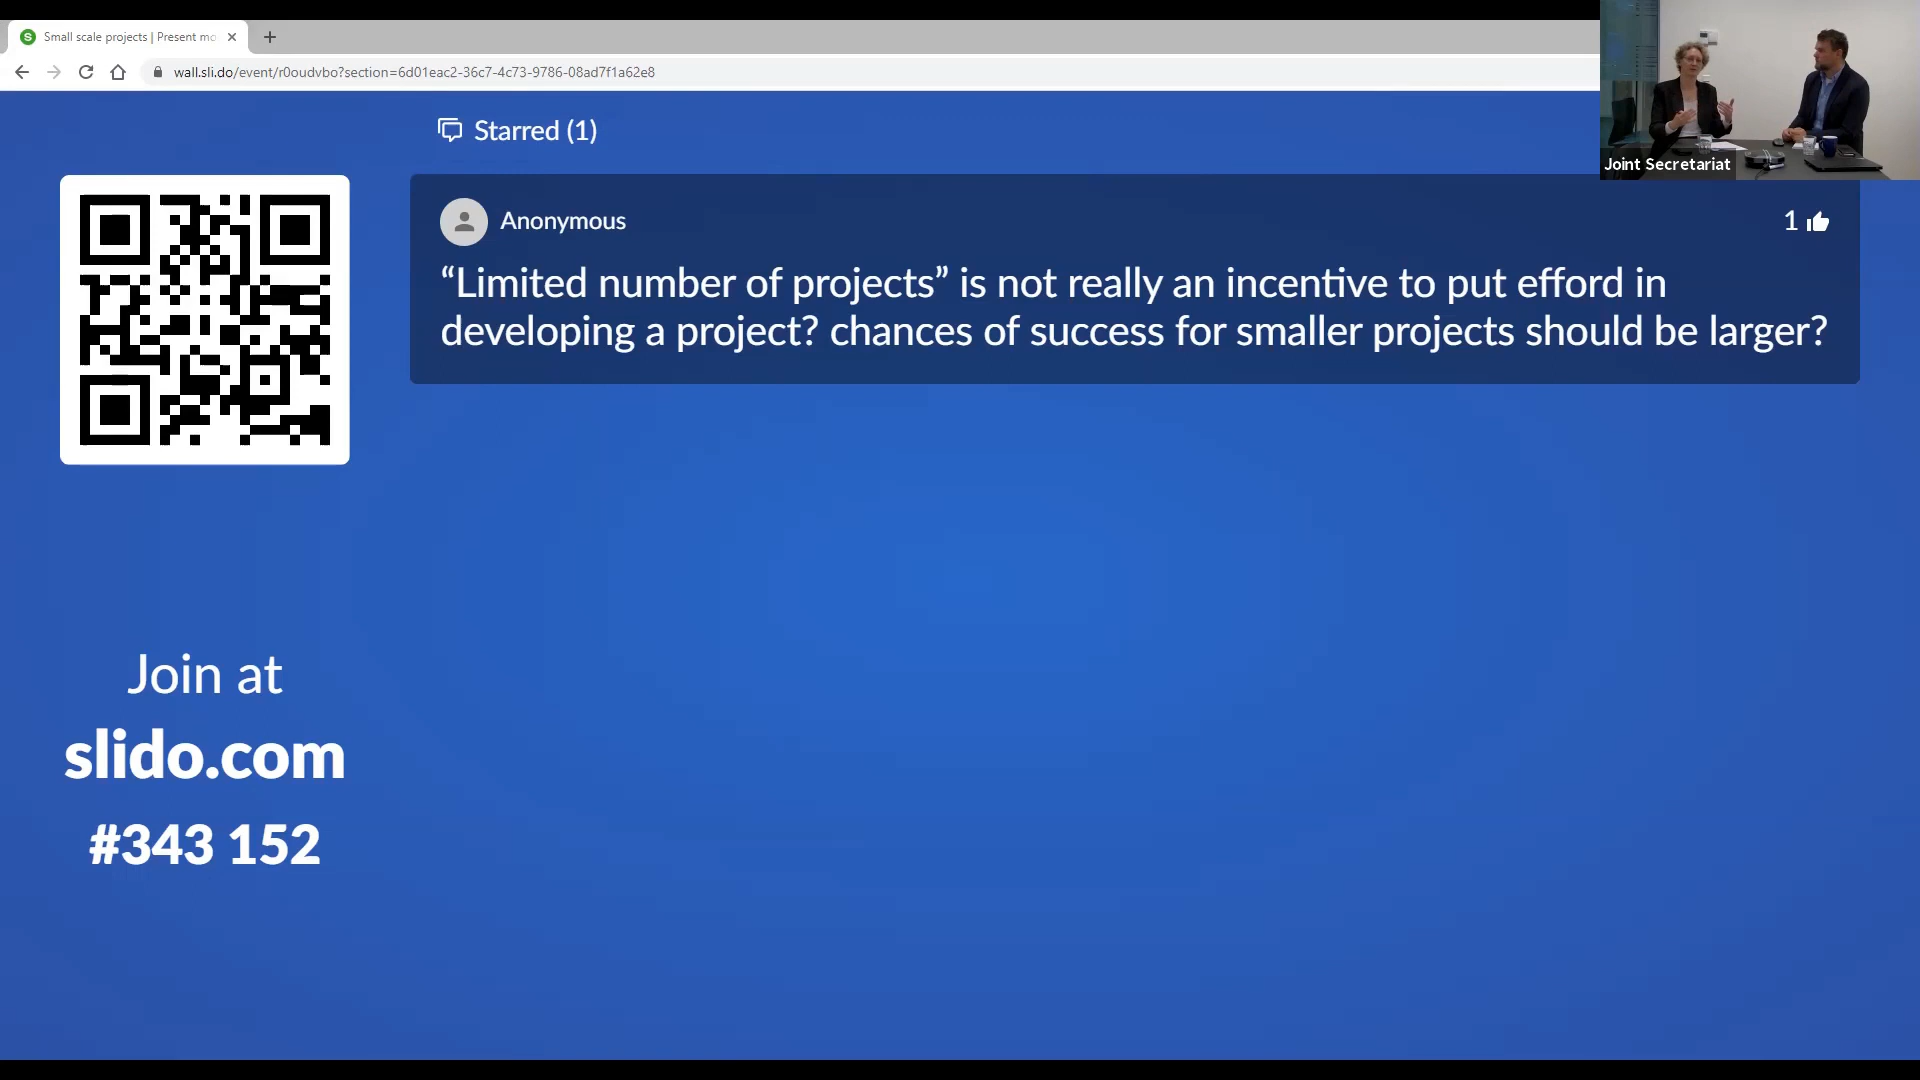 Small scale projects | Present mo
wall.sli.do/event/r0oudvbo?section=6d01eac2-36c7-4c73-9786-08ad7f1a62e8
Joint Secretariat
Starred (1)
Anonymous
1
“Limited number of projects” is not really an incentive to put efford in
developing a project? chances of success for smaller projects should be larger?
Join at
slido.com
#343 152